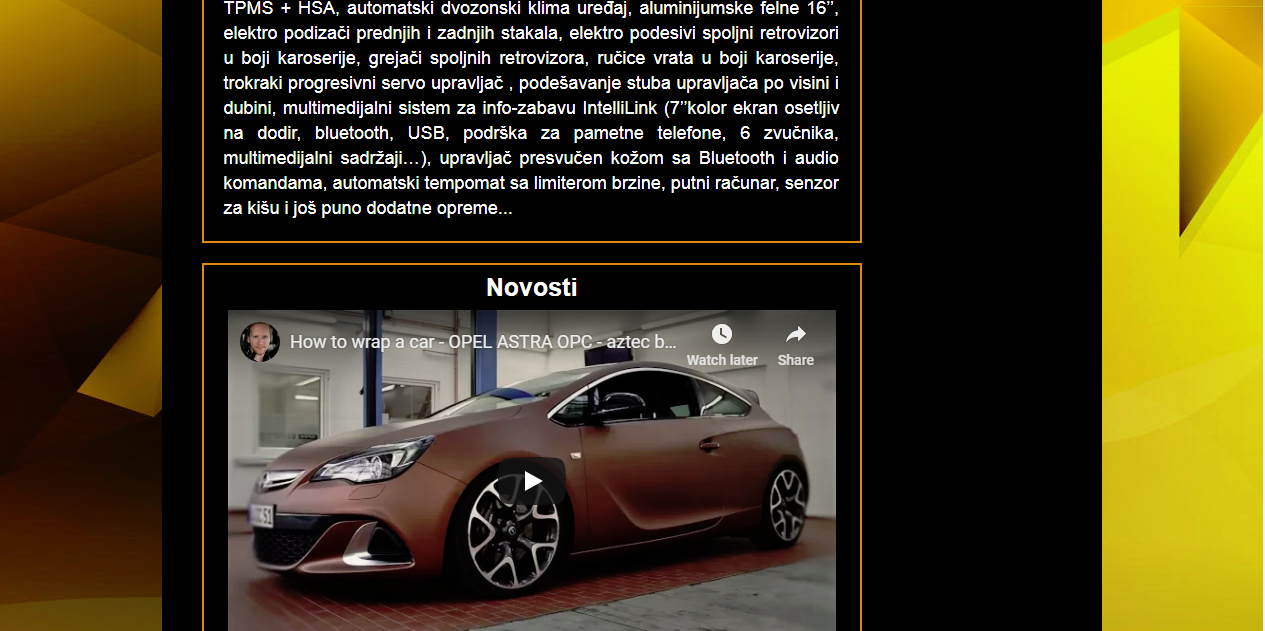 TPMS + HSA, automatski dvozonski klima uređaj, aluminijumske felne 16’’,
elektro podizači prednjih i zadnjih stakala, elektro podesivi spoljni retrovizori
u boji karoserije, grejači spoljnih retrovizora, ručice vrata u boji karoserije,
trokraki progresivni servo upravljač , podešavanje stuba upravljača po visini i
dubini, multimedijalni sistem za info-zabavu IntelliLink (7’’kolor ekran osetljiv
na dodir, bluetooth, USB, podrška za pametne telefone, 6 zvučnika,
multimedijalni sadržaji…), upravljač presvučen kožom sa Bluetooth i audio
komandama, automatski tempomat sa limiterom brzine, putni računar, senzor
za kišu i još puno dodatne opreme...
Novosti
How to wrap a car - OPEL ASTRA OPC - aztec b...
Watch later
Share